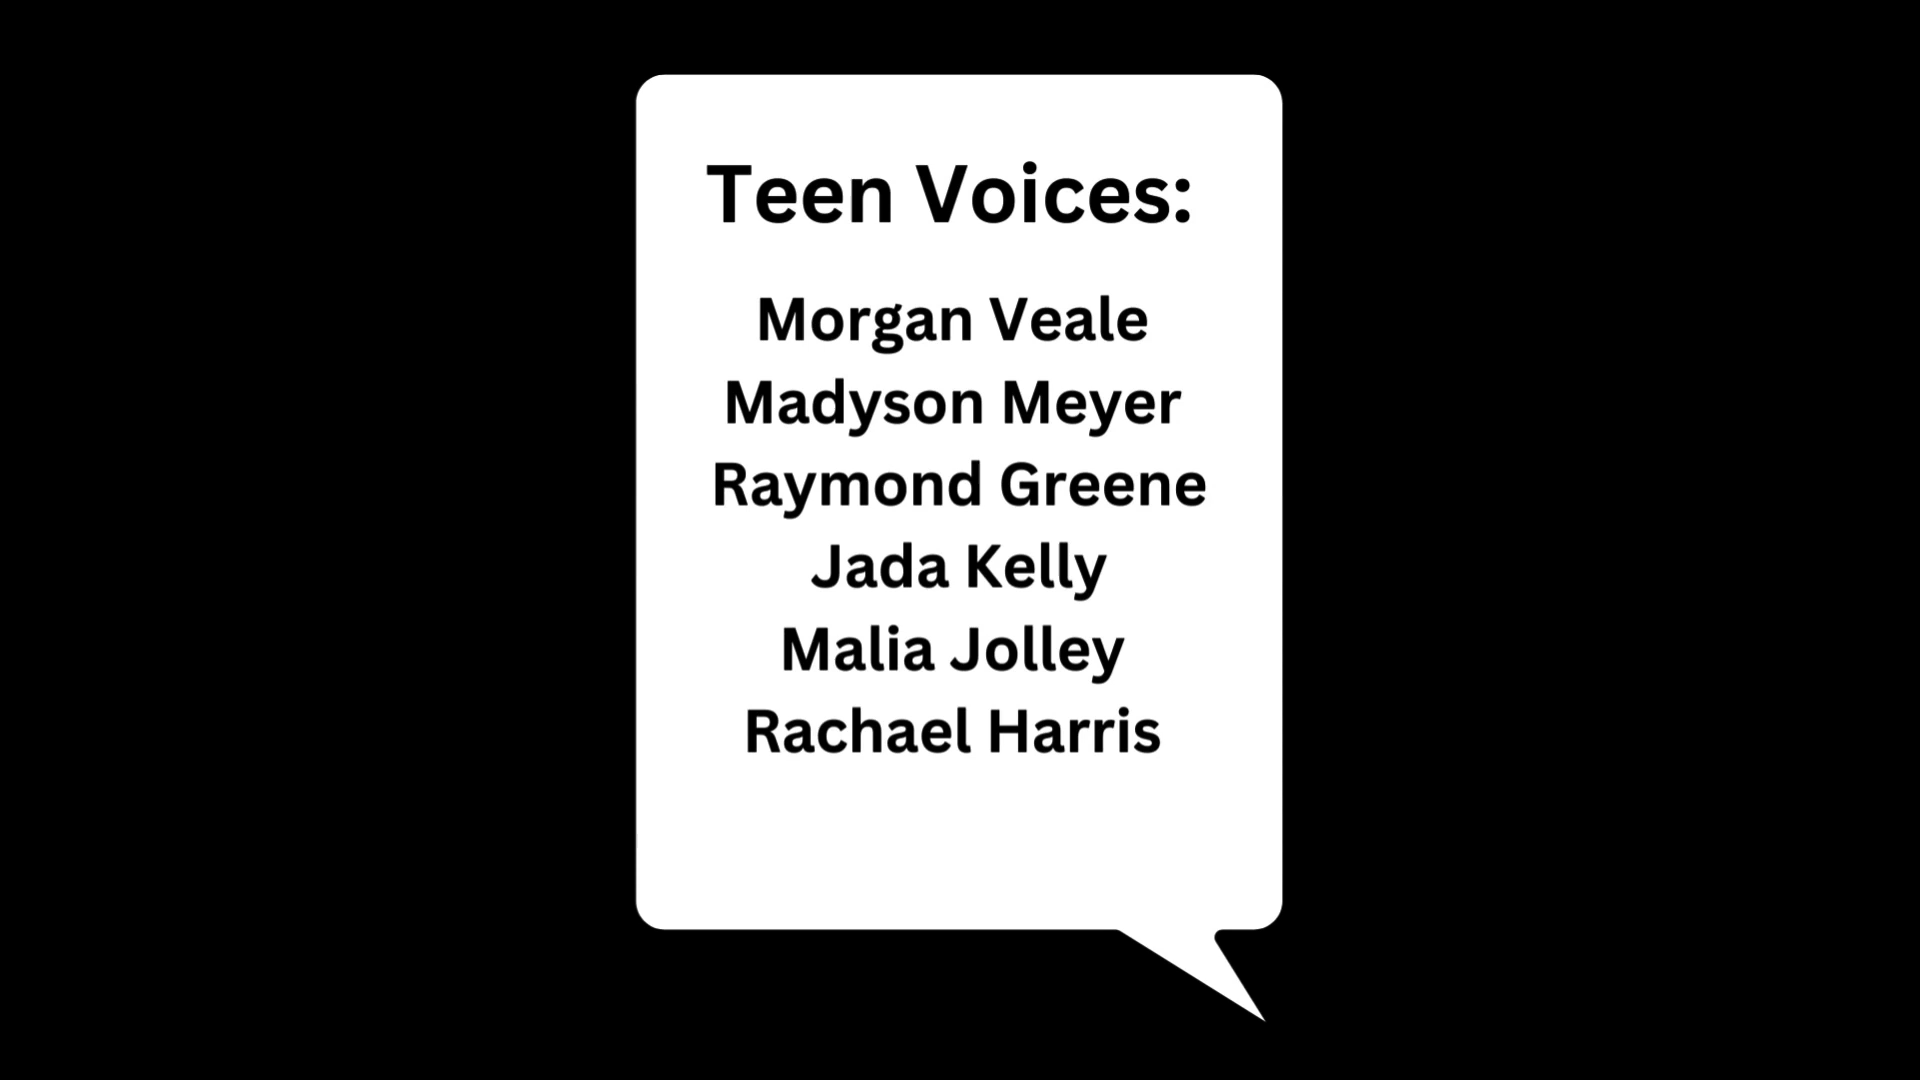 Teen Voices:
Morgan Veale
Madyson Meyer
Raymond Greene
Jada Kelly
Malia Jolley
Rachael Harris